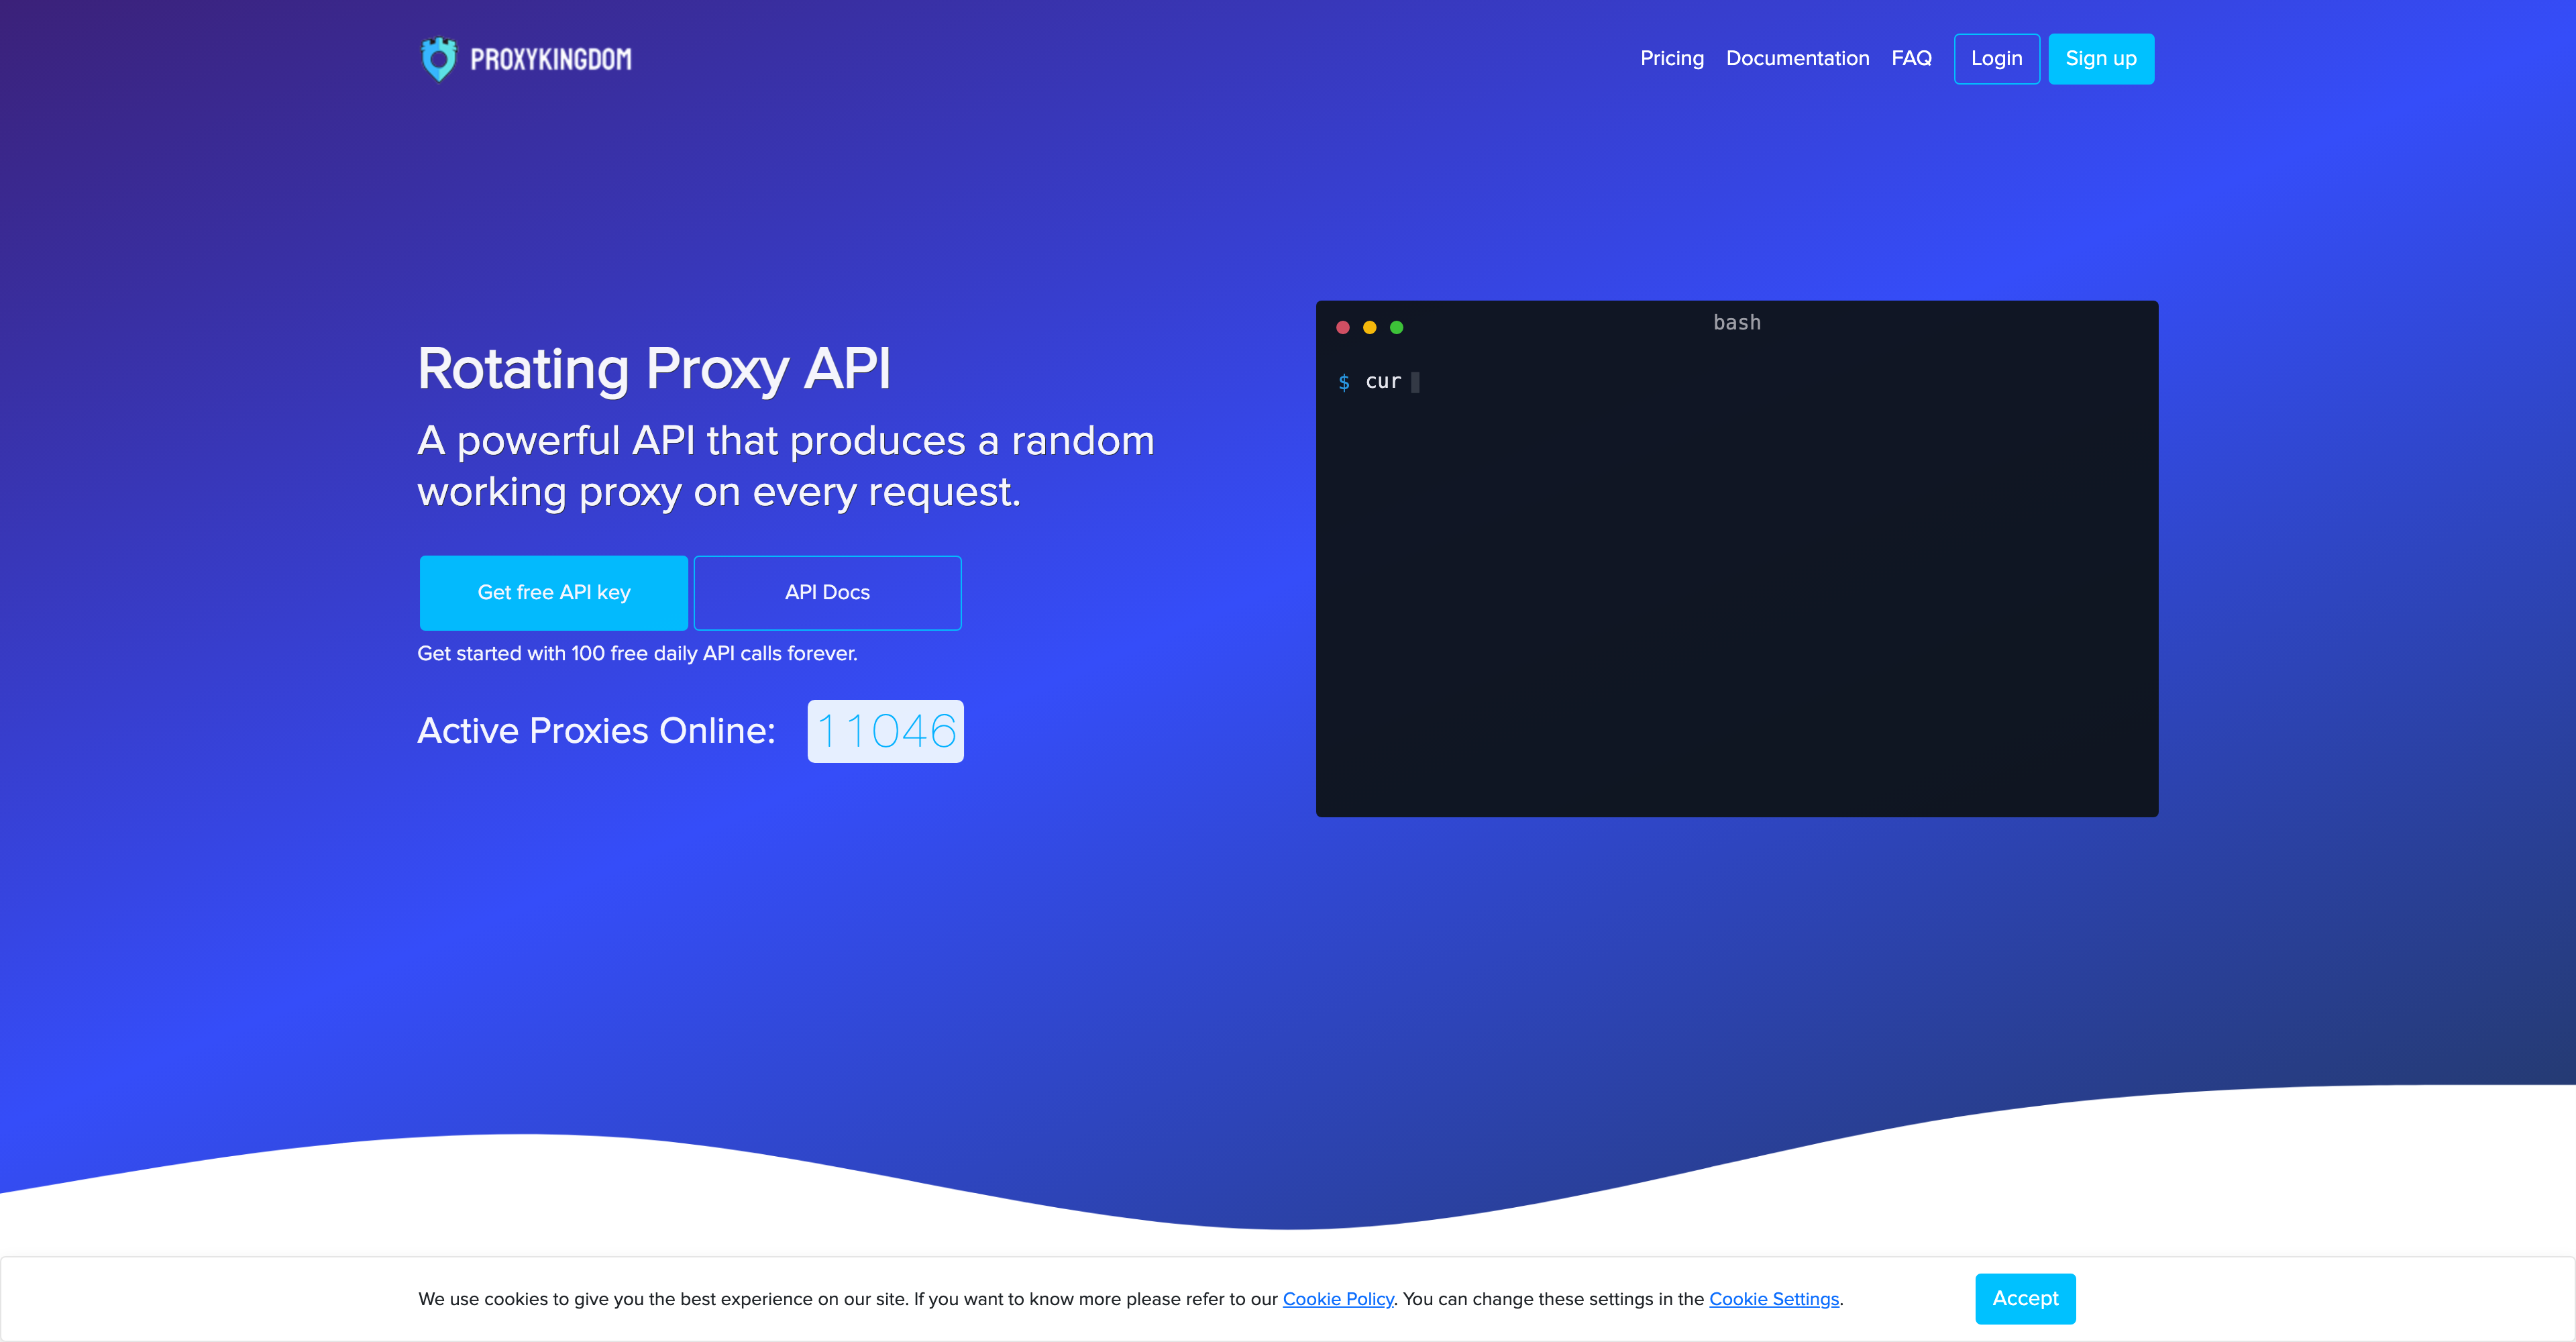 PROXYKINGDOM
Pricing Documentation FAQ Login Sign up
Rotating Proxy API
A powerful API that produces a random
working proxy on every request.
Get free API key API Docs
Get started with 100 free daily API calls forever.
Active Proxies Online: 11046
bash
$ cur
We use cookies to give you the best experience on our site. If you want to know more please refer to our Cookie Policy. You can change these settings in the Cookie Settings.
Accept